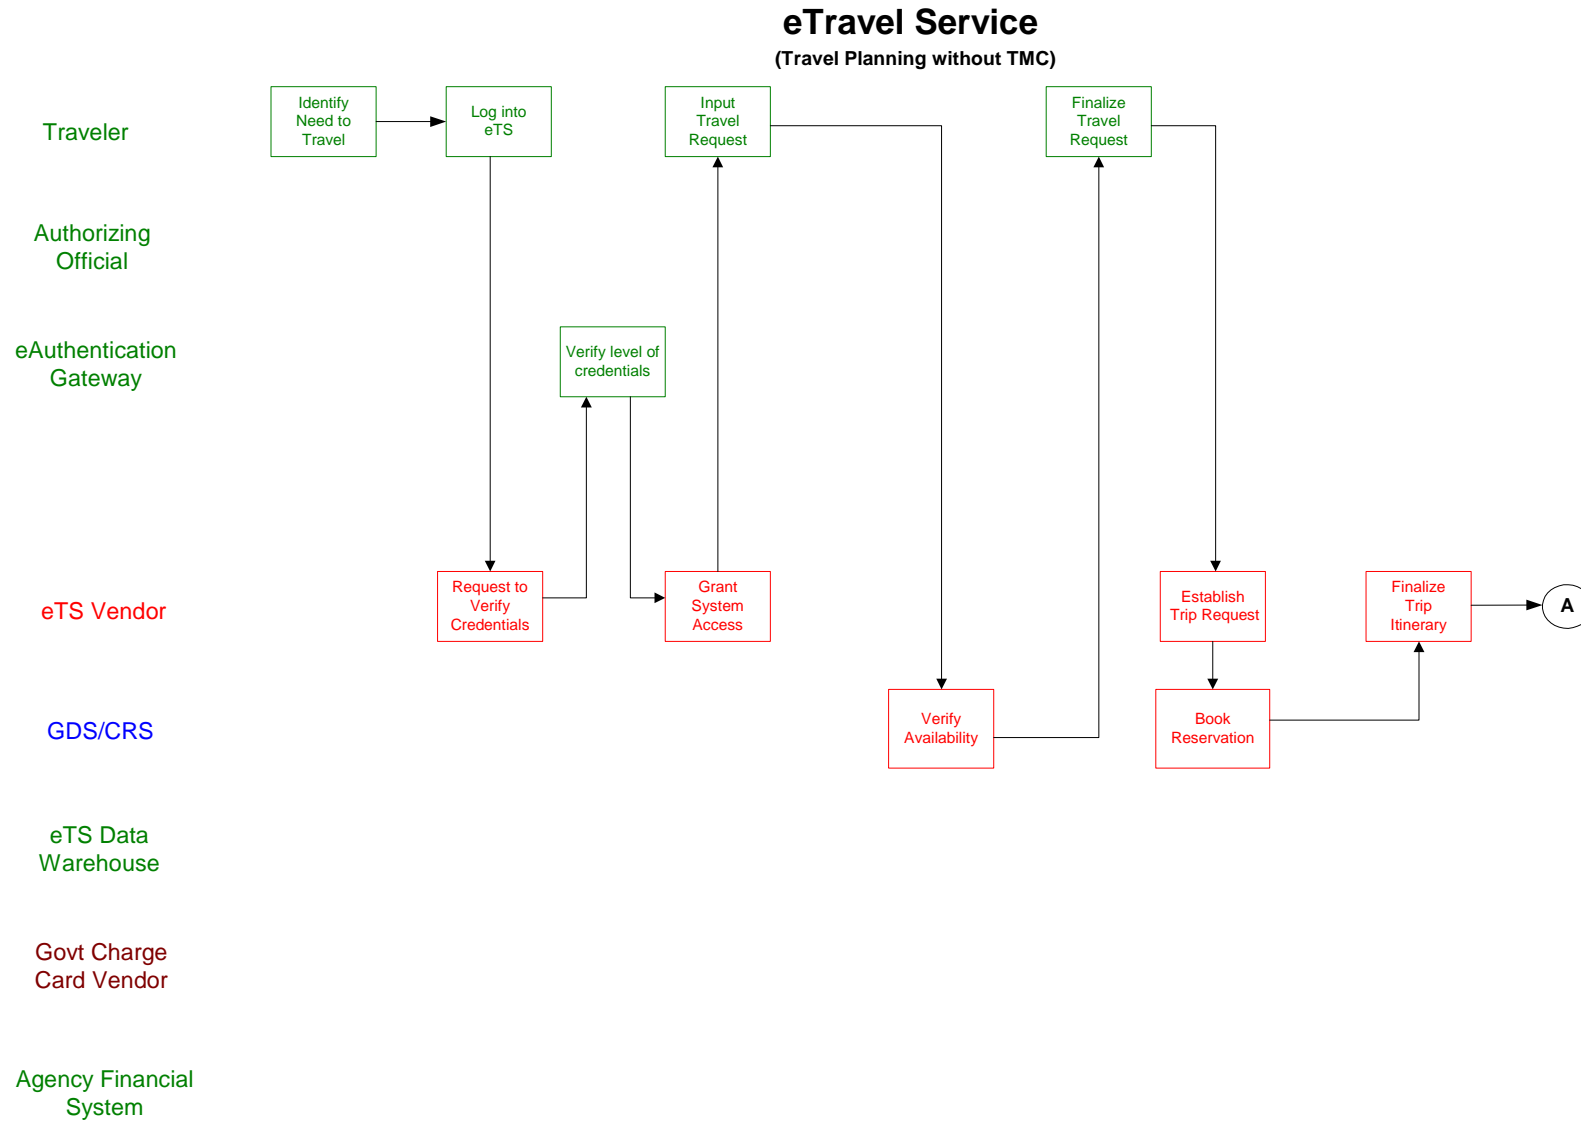 eTravel Service
(Travel Planning without TMC)
Traveler
Identify
Need to
Travel
Log into
eTS
Input
Travel
Request
Finalize
Travel
Request
Authorizing
Official
eAuthentication
Gateway
Verify level of
credentials
eTS Vendor
Request to
Verify
Credentials
Grant
System
Access
Establish
Trip Request
Finalize
Trip
Itinerary
A
GDS/CRS
Verify
Availability
Book
Reservation
eTS Data
Warehouse
Govt Charge
Card Vendor
Agency Financial
System